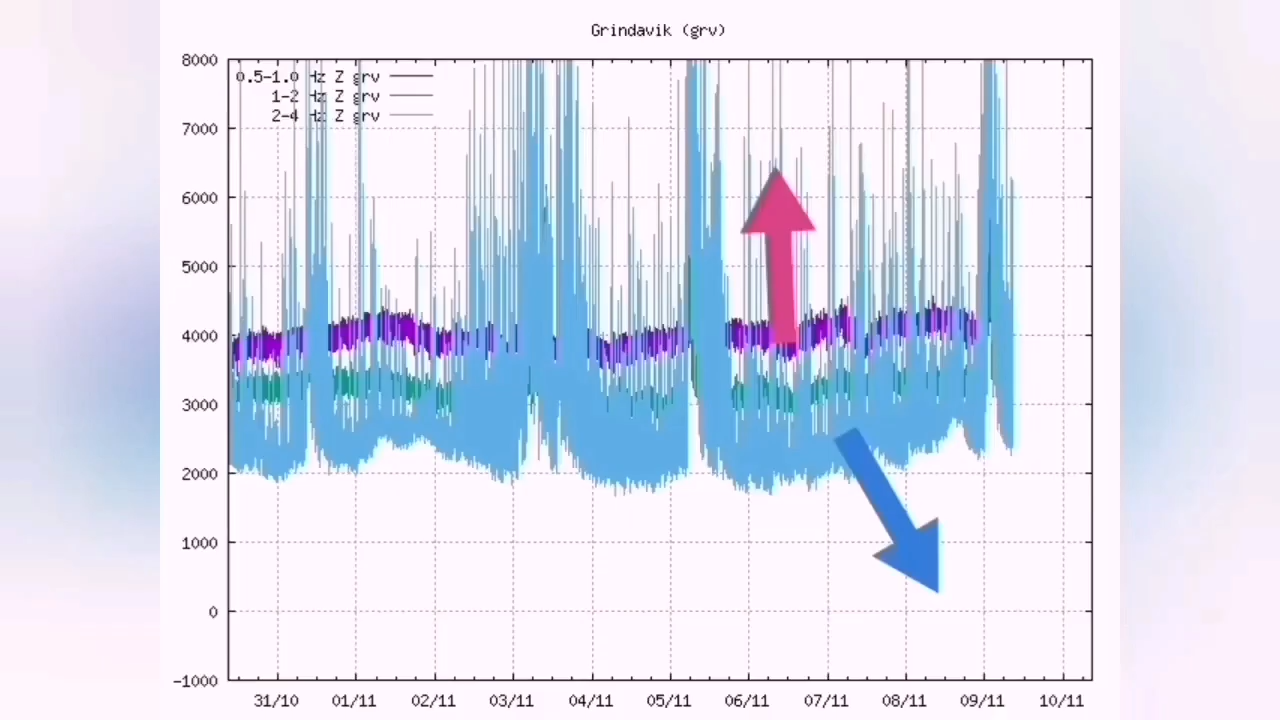 Grindavik (grv)
8000
0.5-1.0 Hz Z grv
1-2 Hz Z grv
2-4 Hz Z grv
7000
6000
5000
4000
3000
2000
1000
0
-1000
31/10 01/11 02/11 03/11 04/11 05/11 06/11 07/11 08/11 09/11 10/11